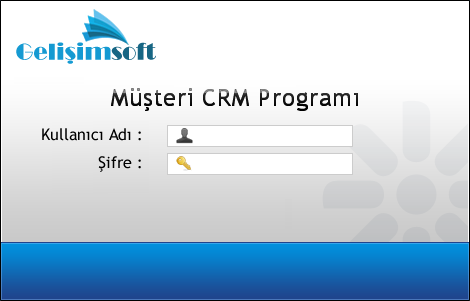 Gelişimsoft
Müşteri CRM Programı
Kullanıcı Adı :
Şifre :